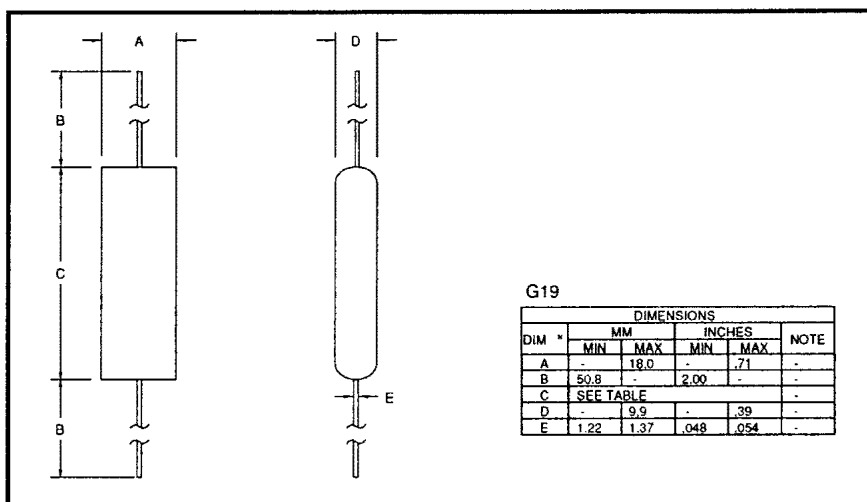 A
D
B
C
B
E
G19
DIMENSIONS
DIM * MM INCHES NOTE
MIN MAX MIN MAX
A - 18.0 - .71 -
B 50.8 - 2.00 - -
C SEE TABLE -
D - 9.9 - .39 -
E 1.22 1.37 .048 .054 -